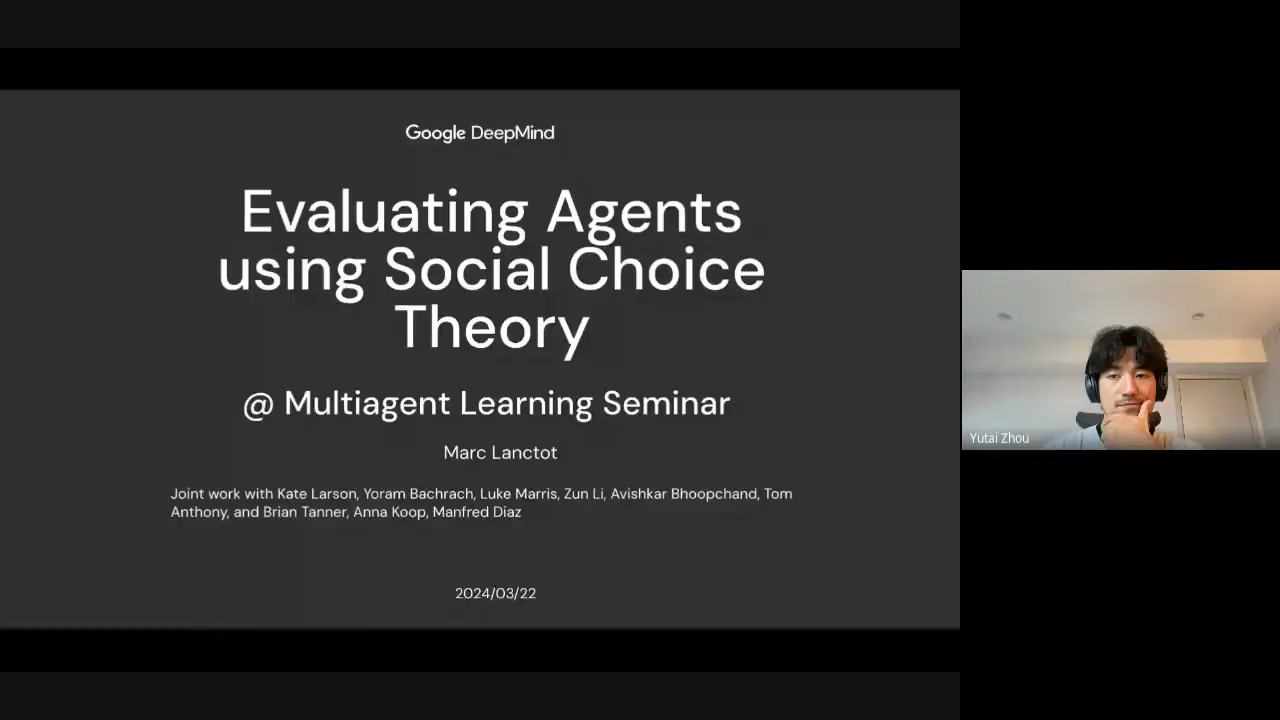 Google DeepMind
Evaluating Agents
using Social Choice
Theory
@ Multiagent Learning Seminar
Marc Lanctot
Joint work with Kate Larson, Yoram Bachrach, Luke Marris, Zun Li, Avishkar Bhoopchand, Tom
Anthony, and Brian Tanner, Anna Koop, Manfred Diaz
2024/03/22
Yutai Zhou